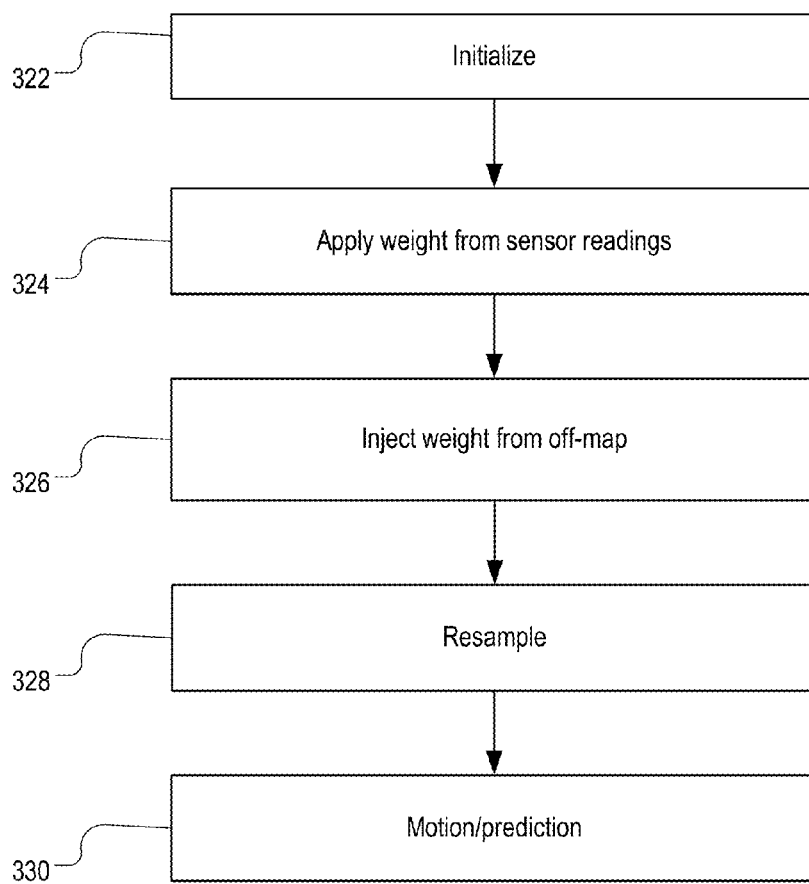 Initialize
322
Apply weight from sensor readings
324
Inject weight from off-map
326
Resample
328
Motion/prediction
330